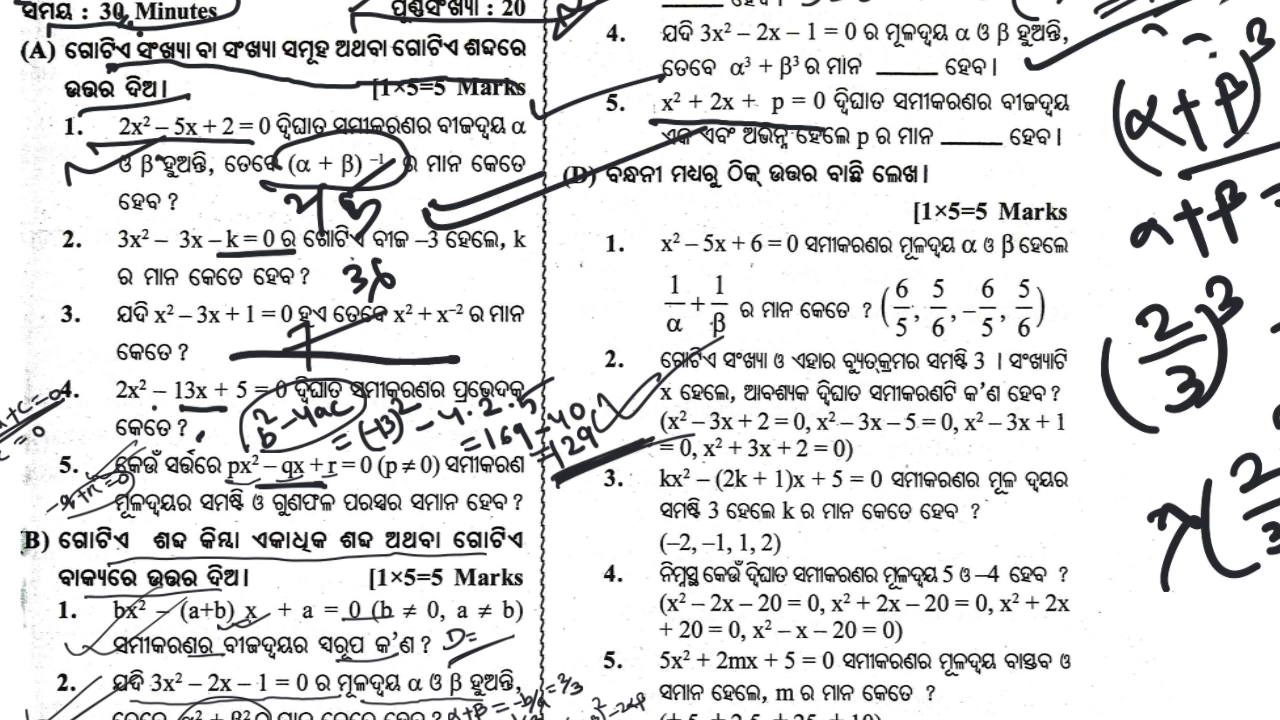 ସମୟ : 30 Minutes
ପୂର୍ଣ୍ଣସଂଖ୍ୟା : 20
(A) ଗୋଟିଏ ସଂଖ୍ୟା ବା ସଂଖ୍ୟା ସମୂହ ଅଥବା ଗୋଟିଏ ଶବ୍ଦରେ
ଉତ୍ତର ଦିଅ। [1×5=5 Marks
1. 2x² – 5x + 2 = 0 ଦ୍ବିଘାତ ସମୀକରଣର ବୀଜଦ୍ୱୟ α
ଓ β ହୁଅନ୍ତି, ତେବେ (α + β) ⁻¹ ର ମାନ କେତେ
ହେବ ?
2. 3x² – 3x – k = 0 ର ଗୋଟିଏ ବୀଜ –3 ହେଲେ, k
ର ମାନ କେତେ ହେବ ?
36
3. ଯଦି x² – 3x + 1 = 0 ହୁଏ ତେବେ x² + x⁻² ର ମାନ
କେତେ ?
7
4. 2x² – 13x + 5 = 0 ଦ୍ୱିଘାତ ସମୀକରଣର ପ୍ରଭେଦକ
କେତେ ?
b² – 4ac
= (–13)² – 4·2·5
= 169 – 40
= 129
5. କେଉଁ ସର୍ତ୍ତରେ px² – qx + r = 0 (p ≠ 0) ସମୀକରଣ
ମୂଳଦ୍ୱୟର ସମଷ୍ଟି ଓ ଗୁଣଫଳ ପରସ୍ପର ସମାନ ହେବ ?
B) ଗୋଟିଏ ଶବ୍ଦ କିମ୍ବା ଏକାଧିକ ଶବ୍ଦ ଅଥବା ଗୋଟିଏ
ବାକ୍ୟରେ ଉତ୍ତର ଦିଅ। [1×5=5 Marks
1. bx² – (a+b) x + a = 0 (b ≠ 0, a ≠ b)
ସମୀକରଣର ବୀଜଦ୍ୱୟର ସ୍ୱରୂପ କ'ଣ ? D=
2. ଯଦି 3x² – 2x – 1 = 0 ର ମୂଳଦ୍ୱୟ α ଓ β ହୁଅନ୍ତି,
α+β = –b/a = 2/3
4. ଯଦି 3x² – 2x – 1 = 0 ର ମୂଳଦ୍ୱୟ α ଓ β ହୁଅନ୍ତି,
ତେବେ α³ + β³ ର ମାନ _____ ହେବ।
5. x² + 2x + p = 0 ଦ୍ୱିଘାତ ସମୀକରଣର ବୀଜଦ୍ୱୟ
ଏକ ଏବଂ ଅଭିନ୍ନ ହେଲେ p ର ମାନ _____ ହେବ।
(D) ବନ୍ଧନୀ ମଧ୍ୟରୁ ଠିକ୍ ଉତ୍ତର ବାଛି ଲେଖ।
[1×5=5 Marks
1. x² – 5x + 6 = 0 ସମୀକରଣର ମୂଳଦ୍ୱୟ α ଓ β ହେଲେ
1/α + 1/β ର ମାନ କେତେ ? (6/5, 5/6, –6/5, 5/6)
2. ଗୋଟିଏ ସଂଖ୍ୟା ଓ ଏହାର ବ୍ୟୁତ୍କ୍ରମର ସମଷ୍ଟି 3 । ସଂଖ୍ୟାଟି
x ହେଲେ, ଆବଶ୍ୟକ ଦ୍ୱିଘାତ ସମୀକରଣଟି କ'ଣ ହେବ ?
(x² – 3x + 2 = 0, x² – 3x – 5 = 0, x² – 3x + 1
= 0, x² + 3x + 2 = 0)
3. kx² – (2k + 1)x + 5 = 0 ସମୀକରଣର ମୂଳ ଦ୍ୱୟର
ସମଷ୍ଟି 3 ହେଲେ k ର ମାନ କେତେ ହେବ ?
(–2, –1, 1, 2)
4. ନିମ୍ନସ୍ଥ କେଉଁ ଦ୍ୱିଘାତ ସମୀକରଣର ମୂଳଦ୍ୱୟ 5 ଓ –4 ହେବ ?
(x² – 2x – 20 = 0, x² + 2x – 20 = 0, x² + 2x
+ 20 = 0, x² – x – 20 = 0)
5. 5x² + 2mx + 5 = 0 ସମୀକରଣର ମୂଳଦ୍ୱୟ ବାସ୍ତବ ଓ
ସମାନ ହେଲେ, m ର ମାନ କେତେ ?
(α+β)³
α+β
(2/3)³